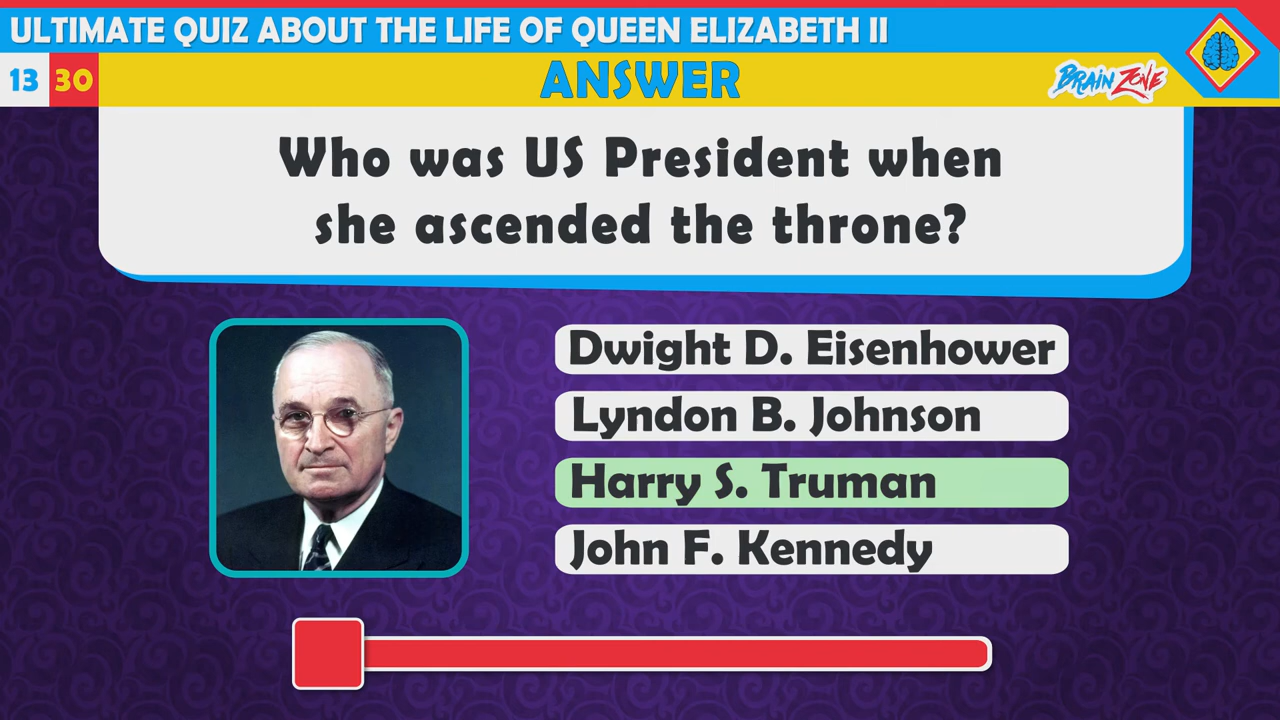 ULTIMATE QUIZ ABOUT THE LIFE OF QUEEN ELIZABETH II
13 30
ANSWER
BRAIN ZONE
Who was US President when
she ascended the throne?
Dwight D. Eisenhower
Lyndon B. Johnson
Harry S. Truman
John F. Kennedy